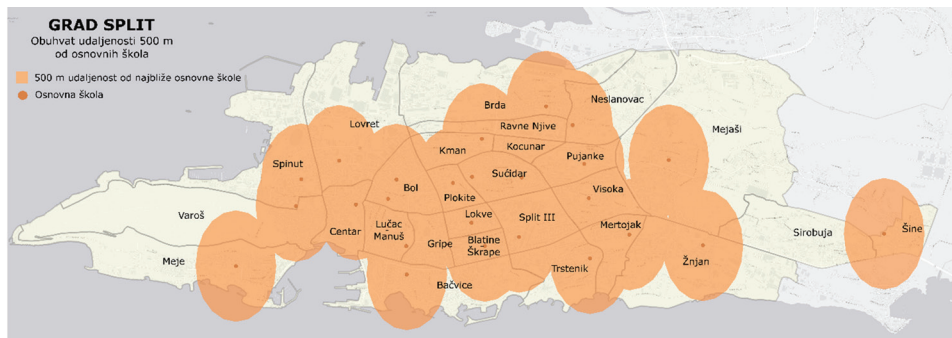 GRAD SPLIT
Obuhvat udaljenosti 500 m
od osnovnih škola
500 m udaljenost od najbliže osnovne škole
Osnovna škola
Brda
Neslanovac
Lovret
Ravne Njive
Mejaši
Kman
Kocunar
Pujanke
Spinut
Sućidar
Bol
Visoka
Plokite
Varoš
Lokve
Split III
Centar
Lučac
Manuš
Mertojak
Šine
Sirobuja
Gripe
Blatine
Škrape
Meje
Trstenik
Žnjan
Bačvice